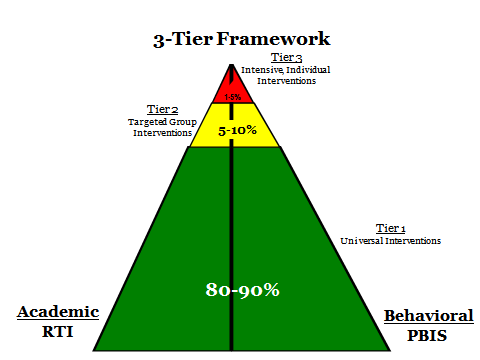 3-Tier Framework
Tier 3
Intensive, Individual
Interventions
1-5%
Tier 2
Targeted Group
Interventions
5-10%
Tier 1
Universal Interventions
80-90%
Academic
RTI
Behavioral
PBIS